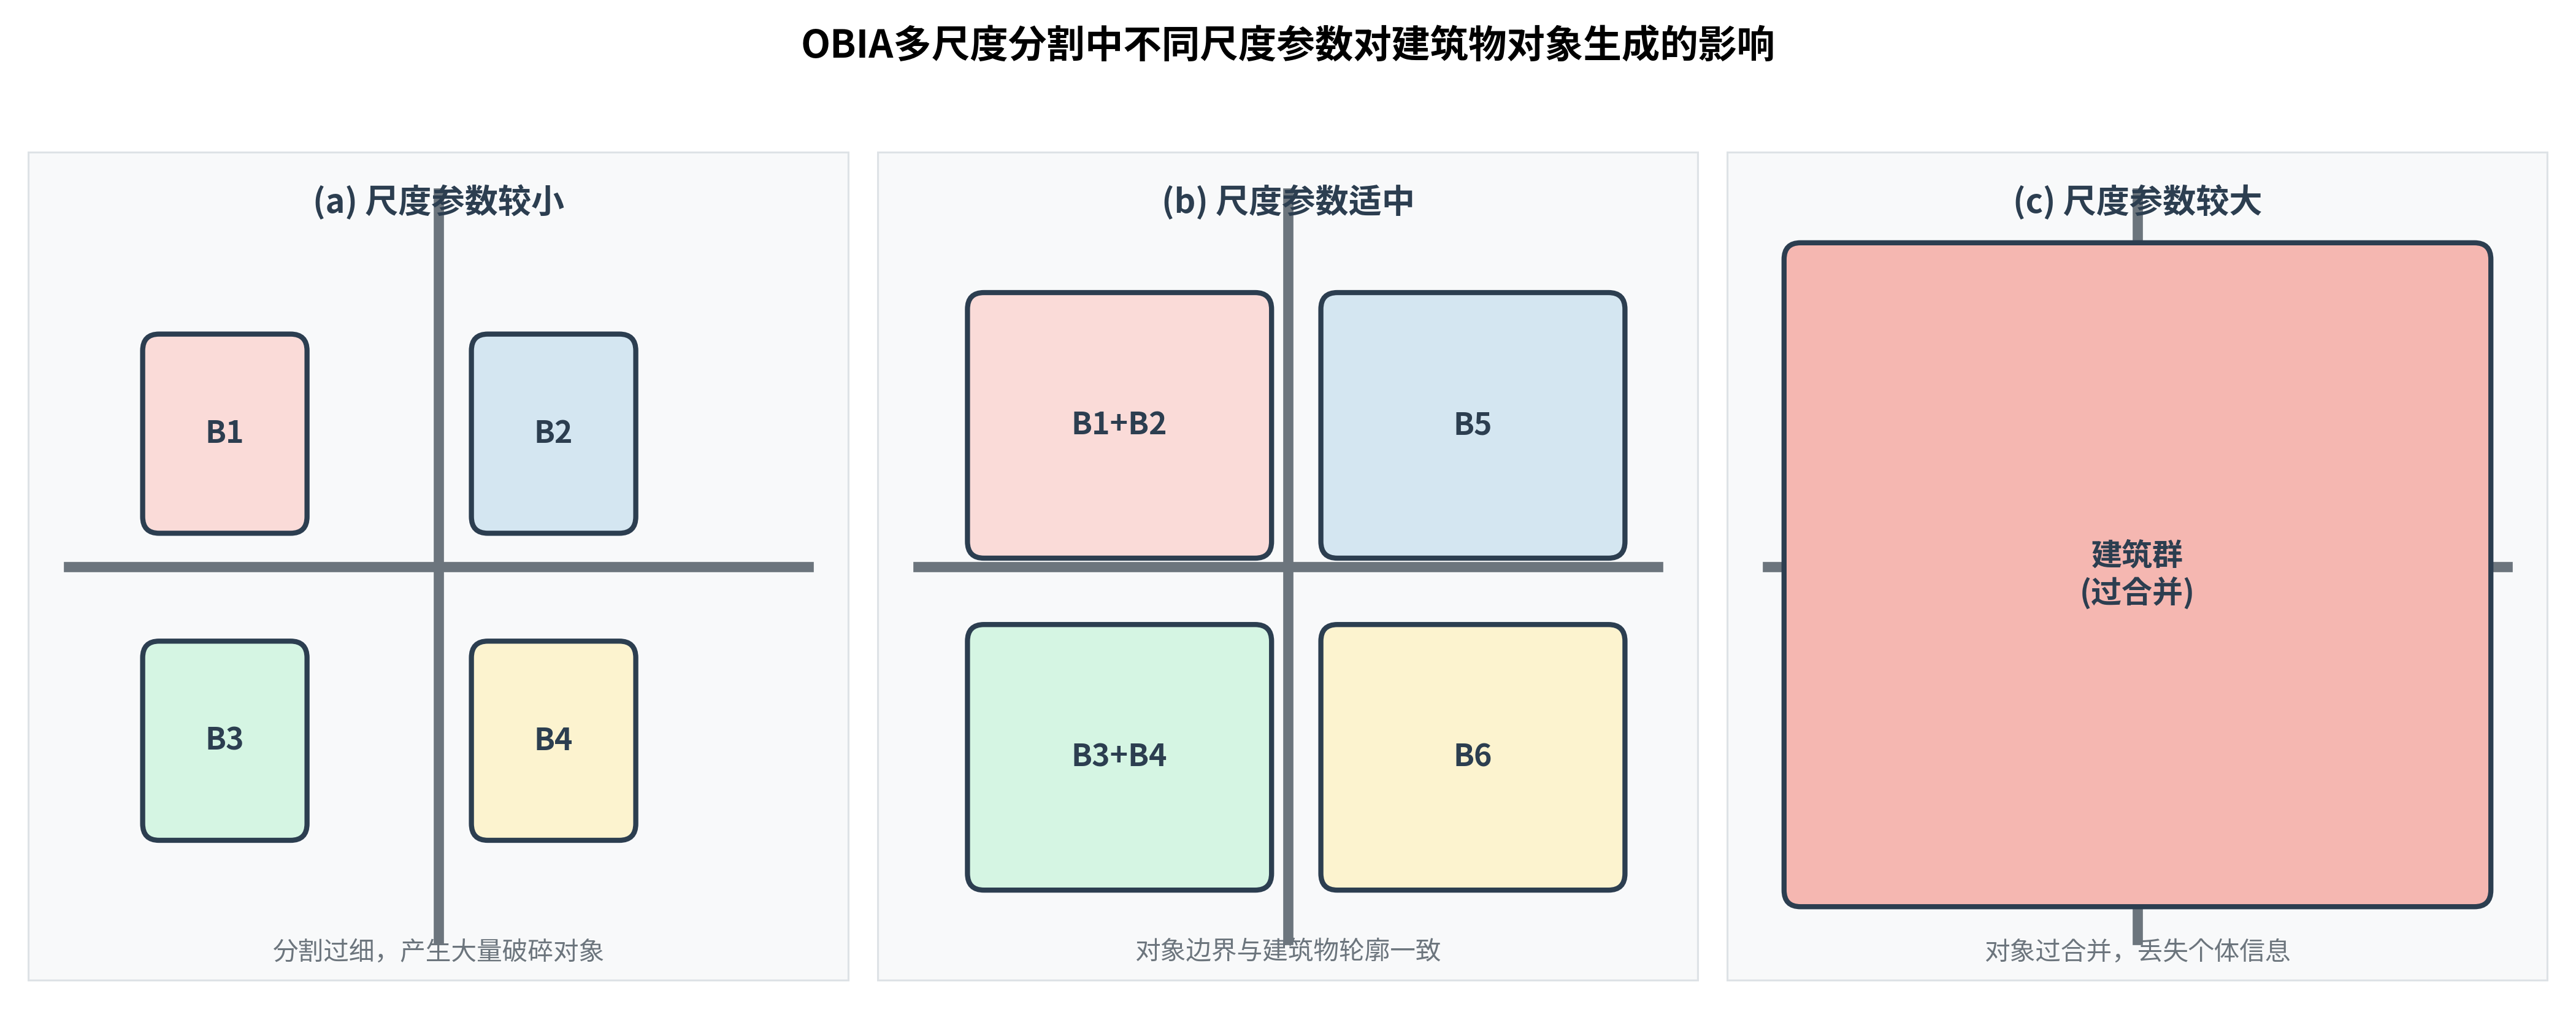 OBIA多尺度分割中不同尺度参数对建筑物对象生成的影响
(a) 尺度参数较小
B1
B2
B3
B4
分割过细，产生大量破碎对象
(b) 尺度参数适中
B1+B2
B5
B3+B4
B6
对象边界与建筑物轮廓一致
(c) 尺度参数较大
建筑群
(过合并)
对象过合并，丢失个体信息